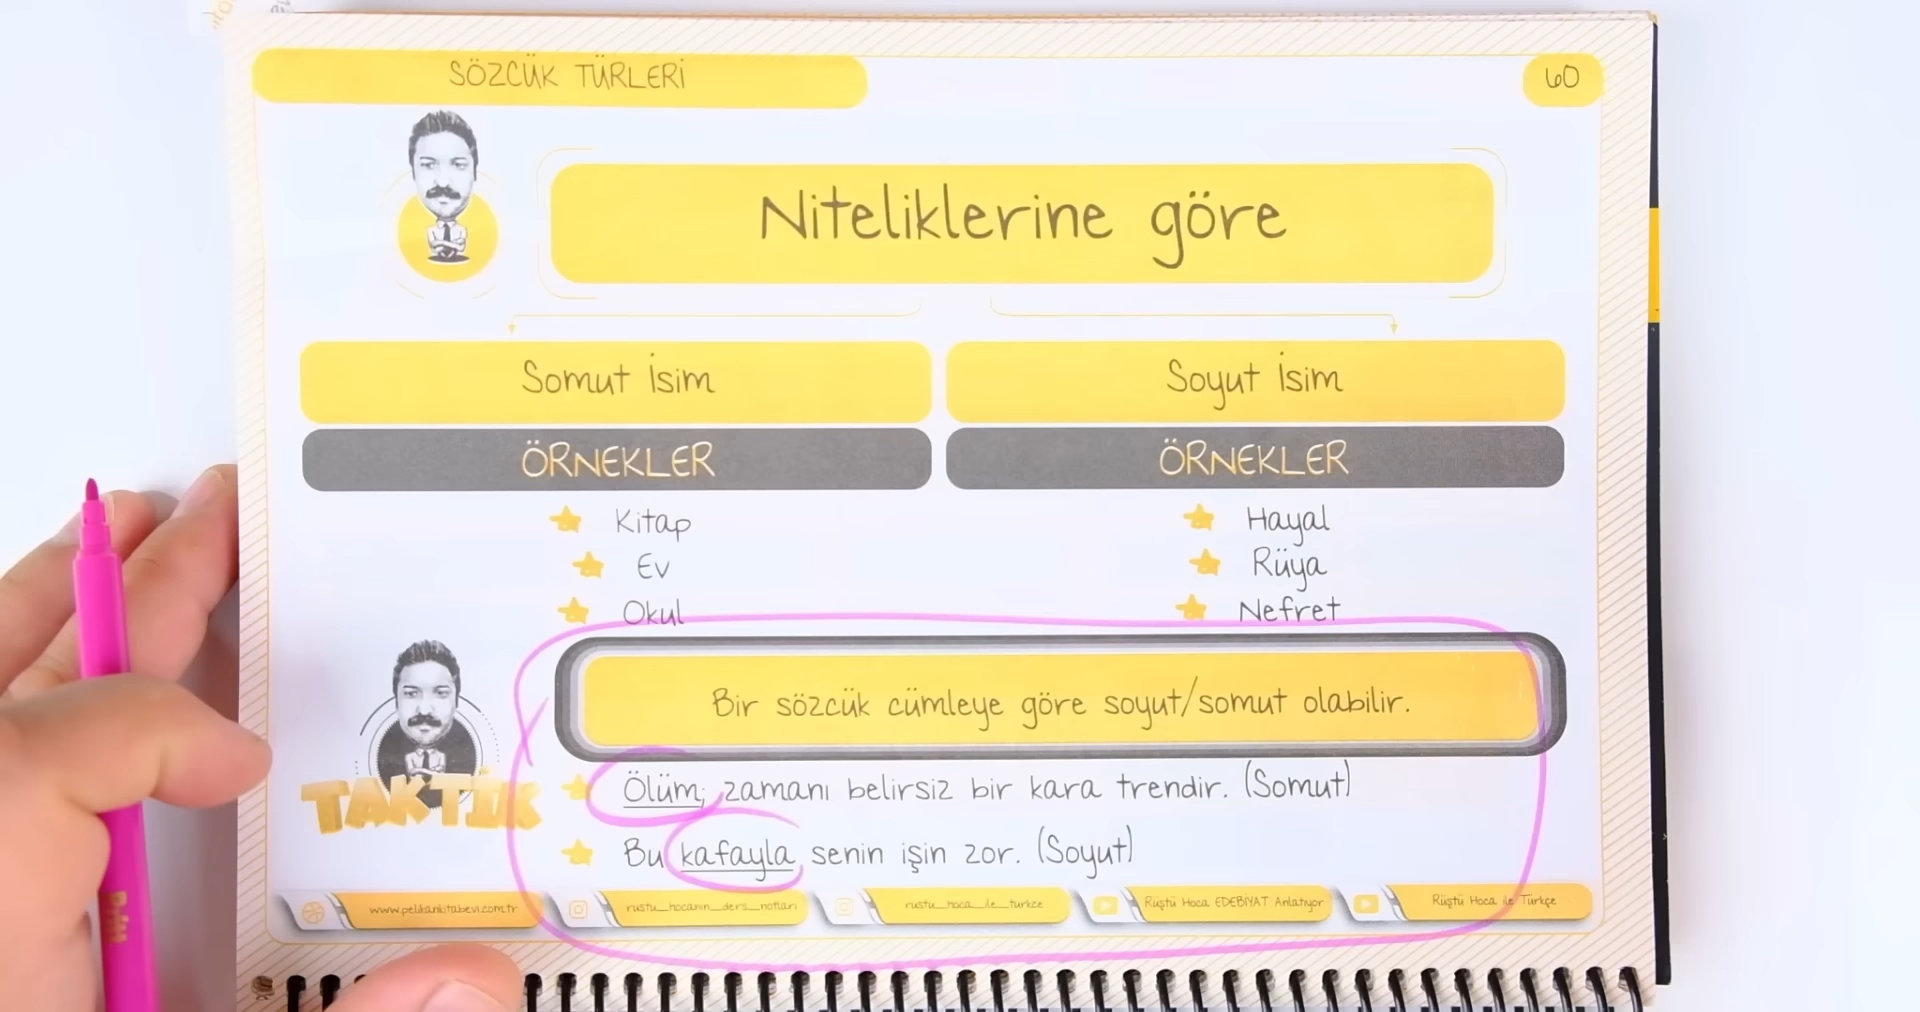 SÖZCÜK TÜRLERİ
60
Niteliklerine göre
Somut İsim
Soyut İsim
ÖRNEKLER
ÖRNEKLER
Kitap
Ev
Okul
Hayal
Rüya
Nefret
Bir sözcük cümleye göre soyut/somut olabilir.
TAKTİK
Ölüm; zamanı belirsiz bir kara trendir. (Somut)
Bu kafayla senin işin zor. (Soyut)
www.pelikankitabevi.com.tr
rustu_hocanin_ders_notlari
rustu_hoca_ile_turkce
Rüştü Hoca EDEBİYAT Anlatıyor
Rüştü Hoca ile Türkçe